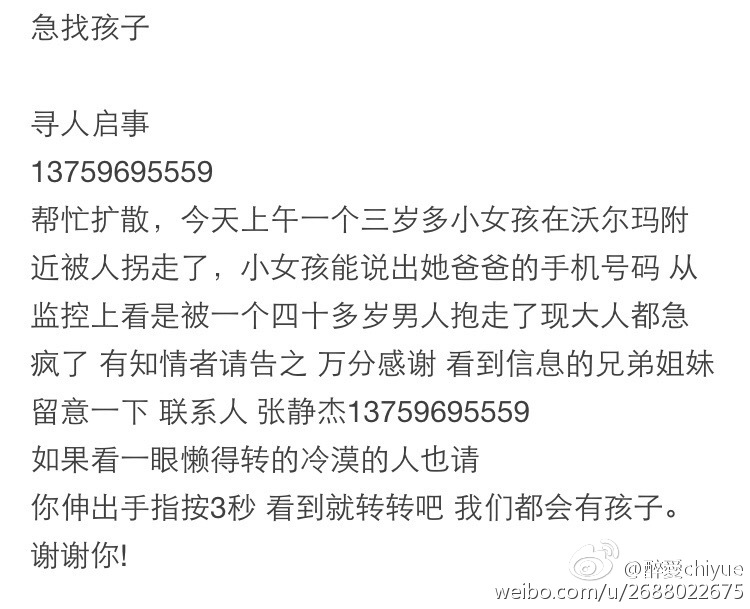 急找孩子
寻人启事
13759695559
帮忙扩散，今天上午一个三岁多小女孩在沃尔玛附
近被人拐走了，小女孩能说出她爸爸的手机号码 从
监控上看是被一个四十多岁男人抱走了现大人都急
疯了 有知情者请告之 万分感谢 看到信息的兄弟姐妹
留意一下 联系人 张静杰13759695559
如果看一眼懒得转的冷漠的人也请
你伸出手指按3秒 看到就转转吧 我们都会有孩子。
谢谢你!
@醉爱chiyue
weibo.com/u/2688022675